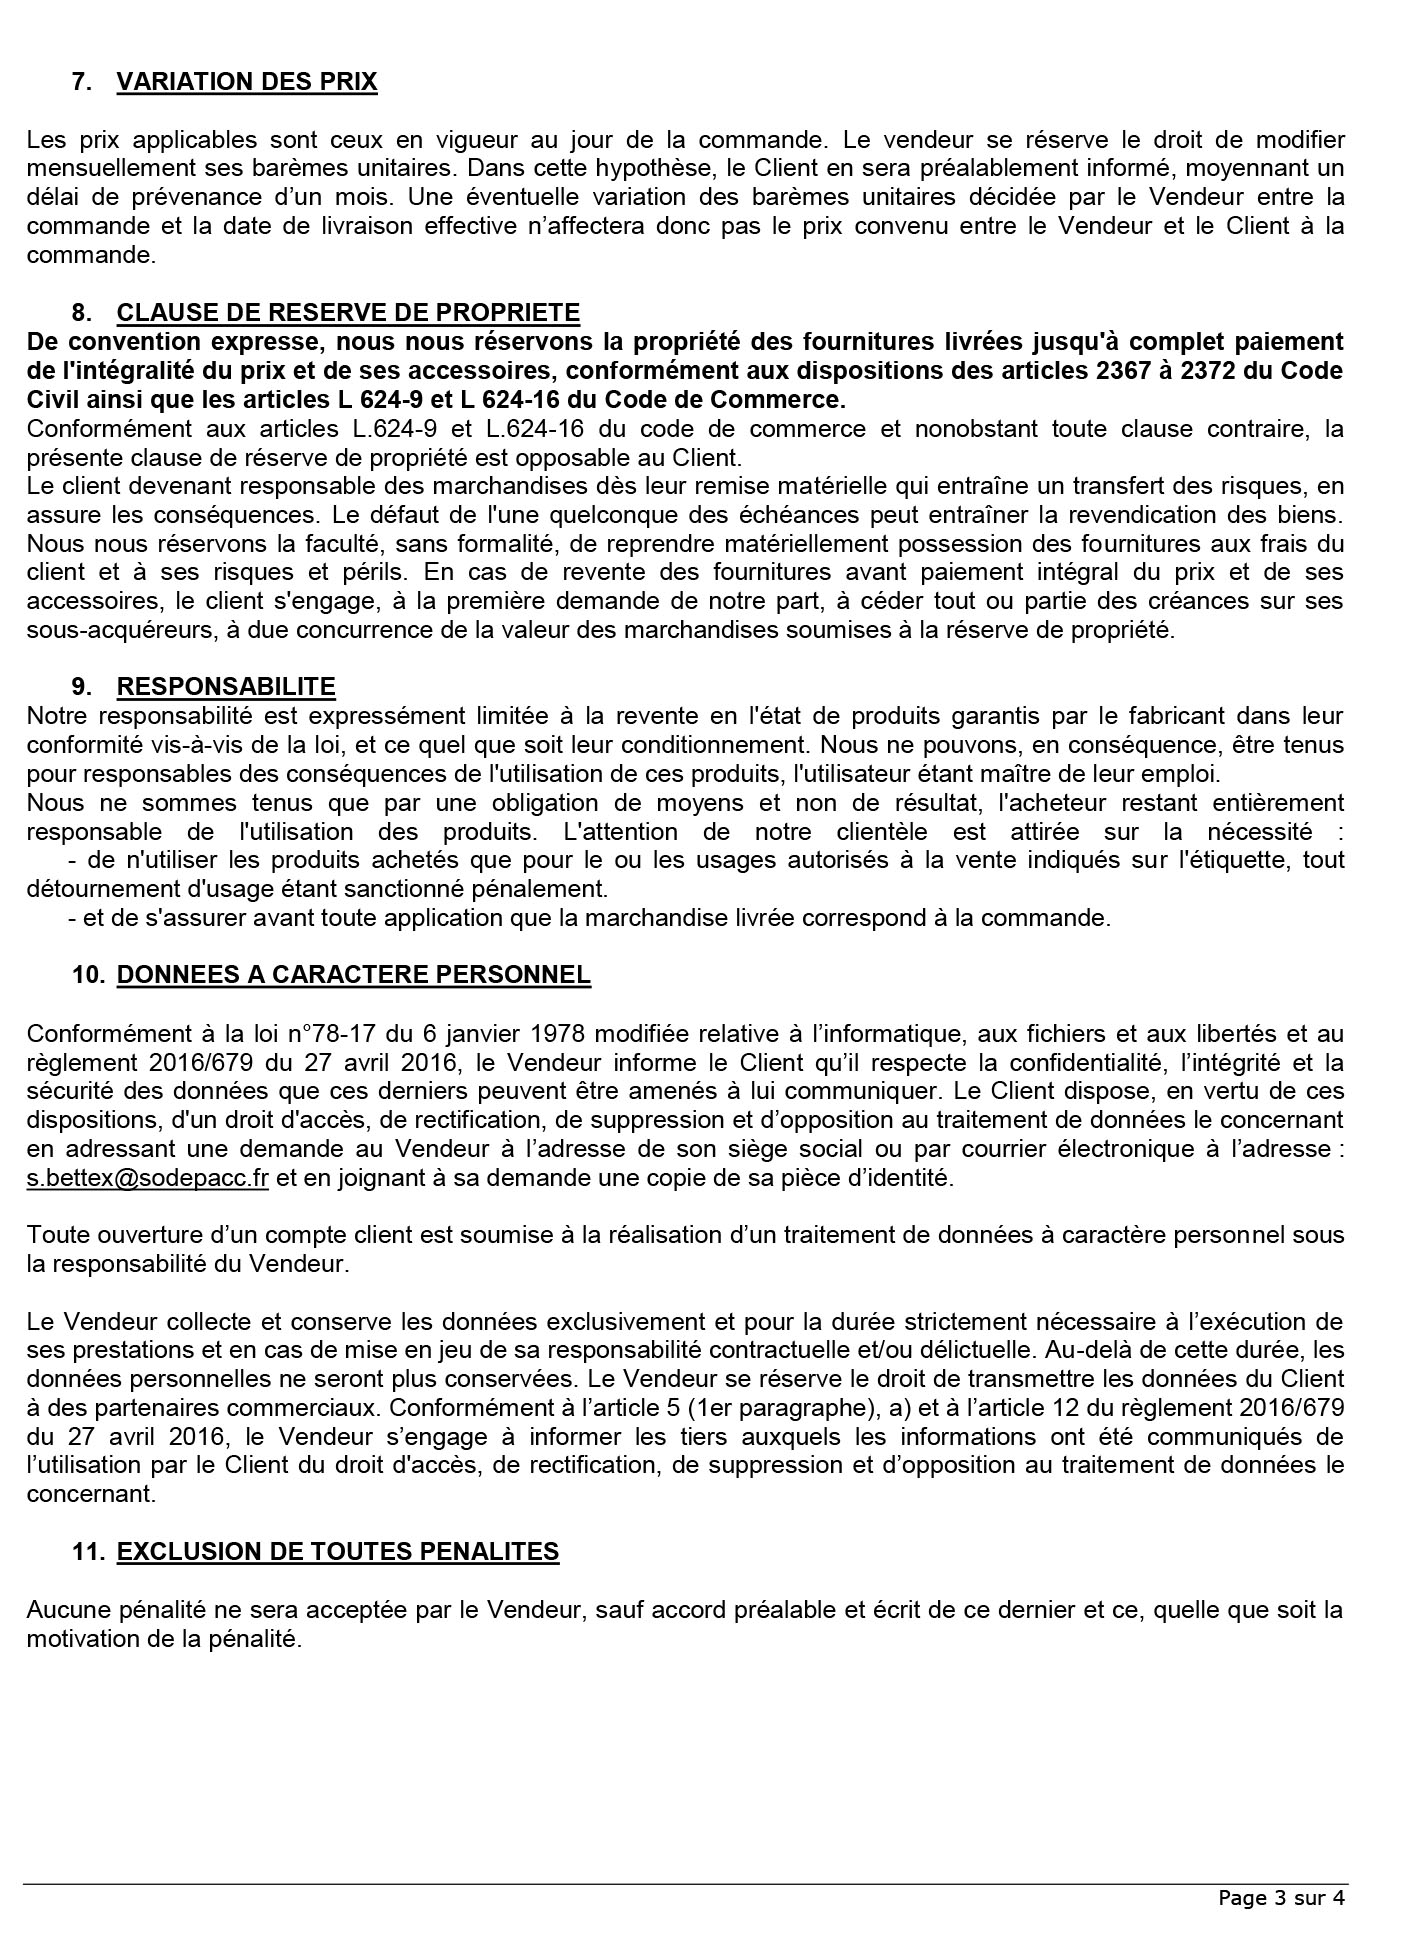 7. VARIATION DES PRIX
Les prix applicables sont ceux en vigueur au jour de la commande. Le vendeur se réserve le droit de modifier
mensuellement ses barèmes unitaires. Dans cette hypothèse, le Client en sera préalablement informé, moyennant un
délai de prévenance d’un mois. Une éventuelle variation des barèmes unitaires décidée par le Vendeur entre la
commande et la date de livraison effective n’affectera donc pas le prix convenu entre le Vendeur et le Client à la
commande.
8. CLAUSE DE RESERVE DE PROPRIETE
De convention expresse, nous nous réservons la propriété des fournitures livrées jusqu'à complet paiement
de l'intégralité du prix et de ses accessoires, conformément aux dispositions des articles 2367 à 2372 du Code
Civil ainsi que les articles L 624-9 et L 624-16 du Code de Commerce.
Conformément aux articles L.624-9 et L.624-16 du code de commerce et nonobstant toute clause contraire, la
présente clause de réserve de propriété est opposable au Client.
Le client devenant responsable des marchandises dès leur remise matérielle qui entraîne un transfert des risques, en
assure les conséquences. Le défaut de l'une quelconque des échéances peut entraîner la revendication des biens.
Nous nous réservons la faculté, sans formalité, de reprendre matériellement possession des fournitures aux frais du
client et à ses risques et périls. En cas de revente des fournitures avant paiement intégral du prix et de ses
accessoires, le client s'engage, à la première demande de notre part, à céder tout ou partie des créances sur ses
sous-acquéreurs, à due concurrence de la valeur des marchandises soumises à la réserve de propriété.
9. RESPONSABILITE
Notre responsabilité est expressément limitée à la revente en l'état de produits garantis par le fabricant dans leur
conformité vis-à-vis de la loi, et ce quel que soit leur conditionnement. Nous ne pouvons, en conséquence, être tenus
pour responsables des conséquences de l'utilisation de ces produits, l'utilisateur étant maître de leur emploi.
Nous ne sommes tenus que par une obligation de moyens et non de résultat, l'acheteur restant entièrement
responsable de l'utilisation des produits. L'attention de notre clientèle est attirée sur la nécessité :
- de n'utiliser les produits achetés que pour le ou les usages autorisés à la vente indiqués sur l'étiquette, tout
détournement d'usage étant sanctionné pénalement.
- et de s'assurer avant toute application que la marchandise livrée correspond à la commande.
10. DONNEES A CARACTERE PERSONNEL
Conformément à la loi n°78-17 du 6 janvier 1978 modifiée relative à l’informatique, aux fichiers et aux libertés et au
règlement 2016/679 du 27 avril 2016, le Vendeur informe le Client qu’il respecte la confidentialité, l’intégrité et la
sécurité des données que ces derniers peuvent être amenés à lui communiquer. Le Client dispose, en vertu de ces
dispositions, d'un droit d'accès, de rectification, de suppression et d’opposition au traitement de données le concernant
en adressant une demande au Vendeur à l’adresse de son siège social ou par courrier électronique à l’adresse :
s.bettex@sodepacc.fr et en joignant à sa demande une copie de sa pièce d’identité.
Toute ouverture d’un compte client est soumise à la réalisation d’un traitement de données à caractère personnel sous
la responsabilité du Vendeur.
Le Vendeur collecte et conserve les données exclusivement et pour la durée strictement nécessaire à l’exécution de
ses prestations et en cas de mise en jeu de sa responsabilité contractuelle et/ou délictuelle. Au-delà de cette durée, les
données personnelles ne seront plus conservées. Le Vendeur se réserve le droit de transmettre les données du Client
à des partenaires commerciaux. Conformément à l’article 5 (1er paragraphe), a) et à l’article 12 du règlement 2016/679
du 27 avril 2016, le Vendeur s’engage à informer les tiers auxquels les informations ont été communiqués de
l’utilisation par le Client du droit d'accès, de rectification, de suppression et d’opposition au traitement de données le
concernant.
11. EXCLUSION DE TOUTES PENALITES
Aucune pénalité ne sera acceptée par le Vendeur, sauf accord préalable et écrit de ce dernier et ce, quelle que soit la
motivation de la pénalité.
Page 3 sur 4